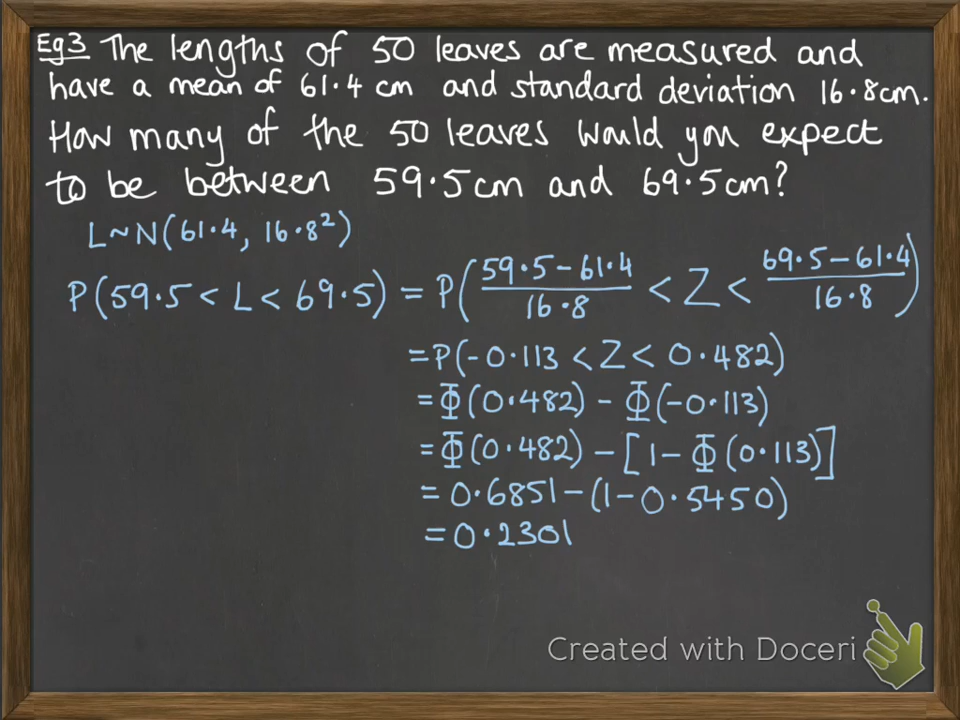 Eg3 The lengths of 50 leaves are measured and
have a mean of 61.4 cm and standard deviation 16.8cm.
How many of the 50 leaves would you expect
to be between 59.5cm and 69.5cm?
L~N(61.4, 16.8²)
P(59.5 < L < 69.5) = P((59.5-61.4)/16.8 < Z < (69.5-61.4)/16.8)
= P(-0.113 < Z < 0.482)
= Φ(0.482) - Φ(-0.113)
= Φ(0.482) - [1- Φ(0.113)]
= 0.6851 - (1-0.5450)
= 0.2301
Created with Doceri